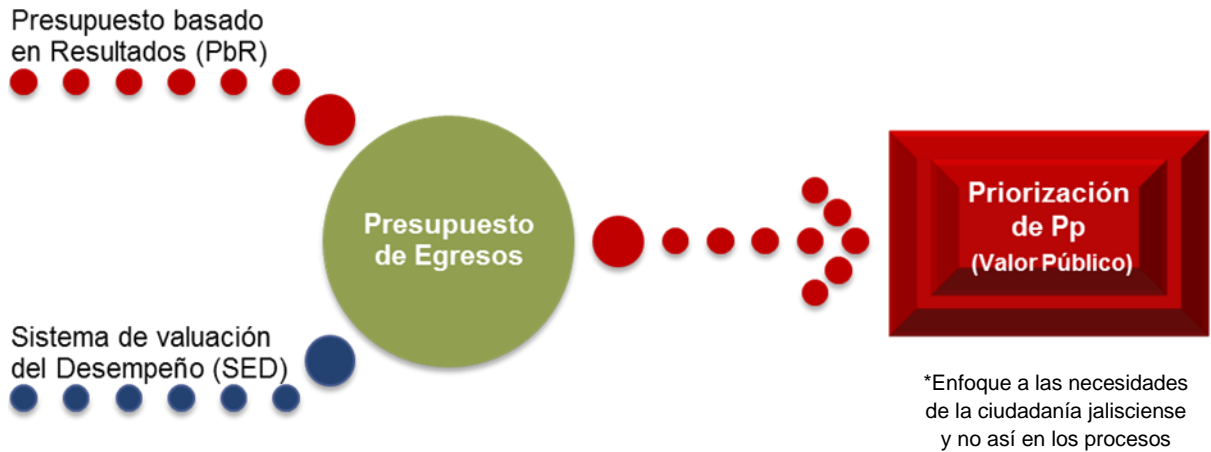 Presupuesto basado
en Resultados (PbR)
Presupuesto
de Egresos
Priorización
de Pp
(Valor Público)
Sistema de valuación
del Desempeño (SED)
*Enfoque a las necesidades
de la ciudadanía jalisciense
y no así en los procesos